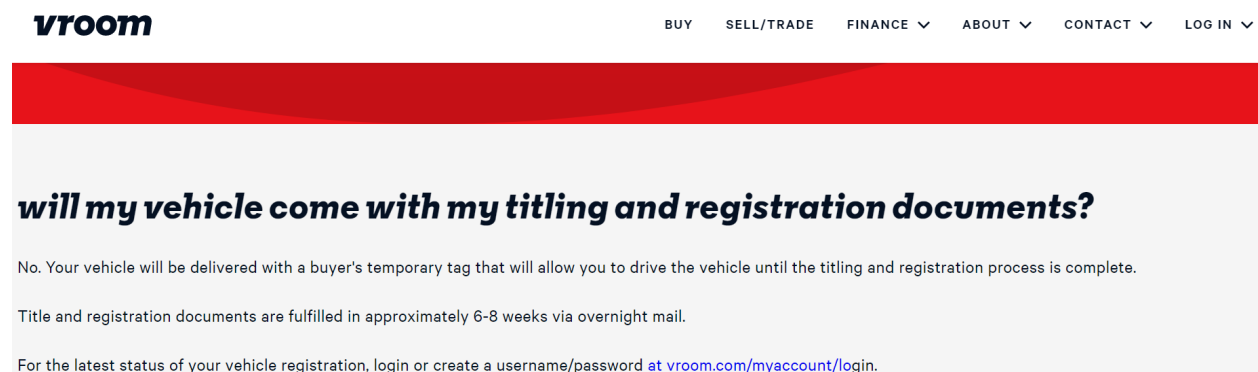 vroom
BUY SELL/TRADE FINANCE ABOUT CONTACT LOG IN
will my vehicle come with my titling and registration documents?
No. Your vehicle will be delivered with a buyer's temporary tag that will allow you to drive the vehicle until the titling and registration process is complete.
Title and registration documents are fulfilled in approximately 6-8 weeks via overnight mail.
For the latest status of your vehicle registration, login or create a username/password at vroom.com/myaccount/login.